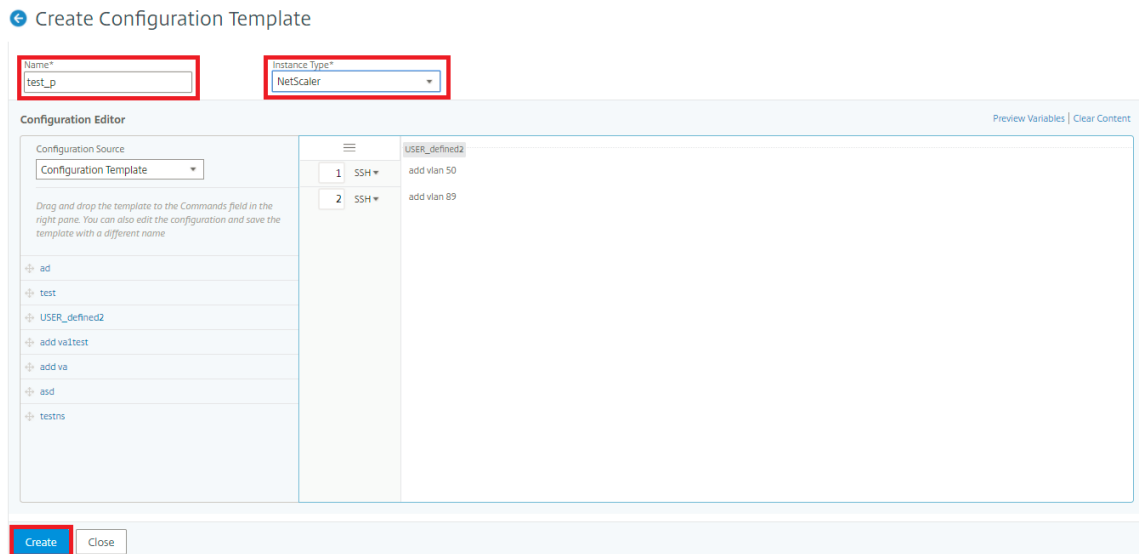 Create Configuration Template
Name*
Instance Type*
test_p
NetScaler
Configuration Editor
Preview Variables | Clear Content
Configuration Source
Configuration Template
Drag and drop the template to the Commands field in the
right pane. You can also edit the configuration and save the
template with a different name
ad
test
USER_defined2
add va1test
add va
asd
testns
USER_defined2
1 SSH add vlan 50
2 SSH add vlan 89
Create
Close